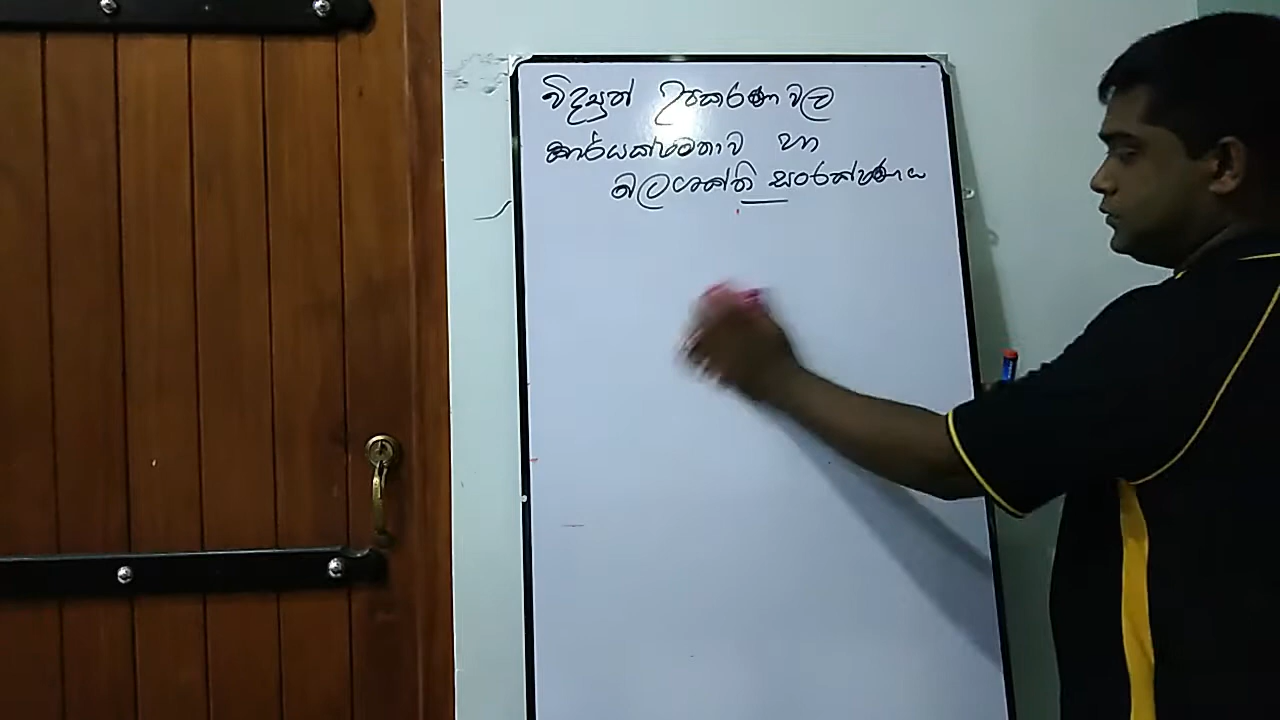 විද්‍යුත් උපකරණ වල
කාර්යක්ෂමතාව හා
බලශක්ති සංරක්ෂණය